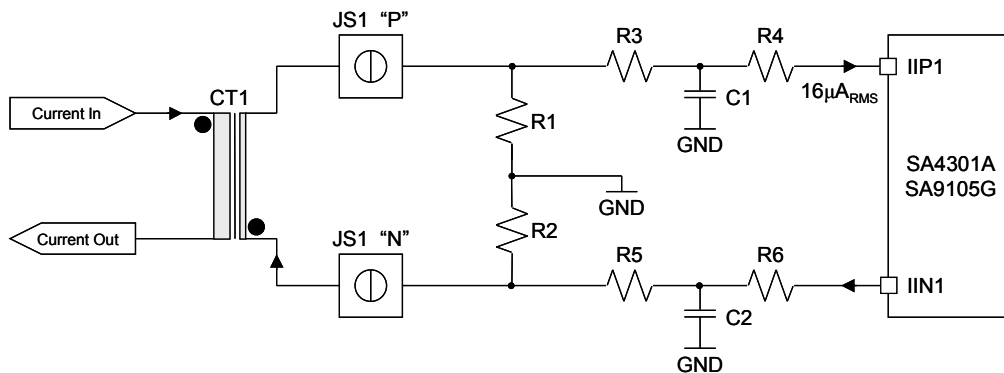 JS1 "P"
R3
R4
IIP1
CT1
Current In
C1
16µARMS
R1
GND
SA4301A
SA9105G
GND
R2
Current Out
JS1 "N"
R5
R6
IIN1
C2
GND